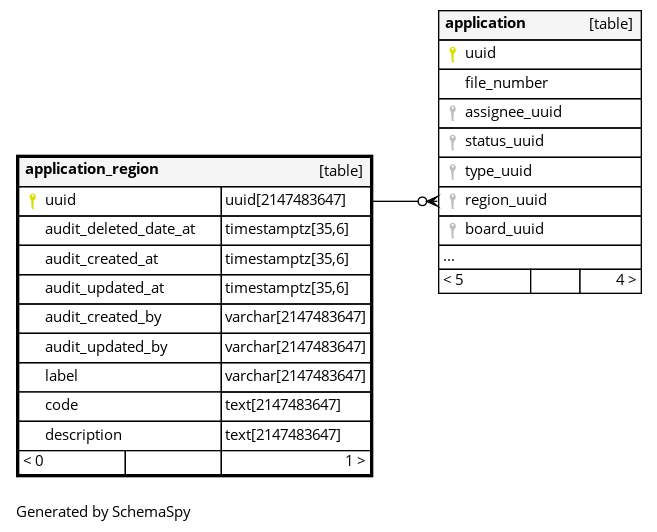 application [table]
uuid
file_number
assignee_uuid
status_uuid
type_uuid
region_uuid
board_uuid
...
< 5 4 >
application_region [table]
uuid uuid[2147483647]
audit_deleted_date_at timestamptz[35,6]
audit_created_at timestamptz[35,6]
audit_updated_at timestamptz[35,6]
audit_created_by varchar[2147483647]
audit_updated_by varchar[2147483647]
label varchar[2147483647]
code text[2147483647]
description text[2147483647]
< 0 1 >
Generated by SchemaSpy